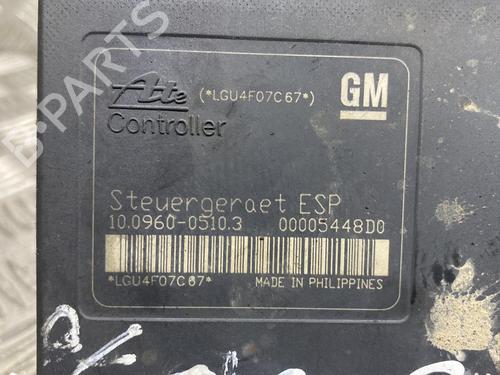 Ate (*LGU4F07C67*) GM
Controller
Steuergeraet ESP
10.0960-0510.3 00005448D0
*LGU4F07C67* MADE IN PHILIPPINES
B-Parts